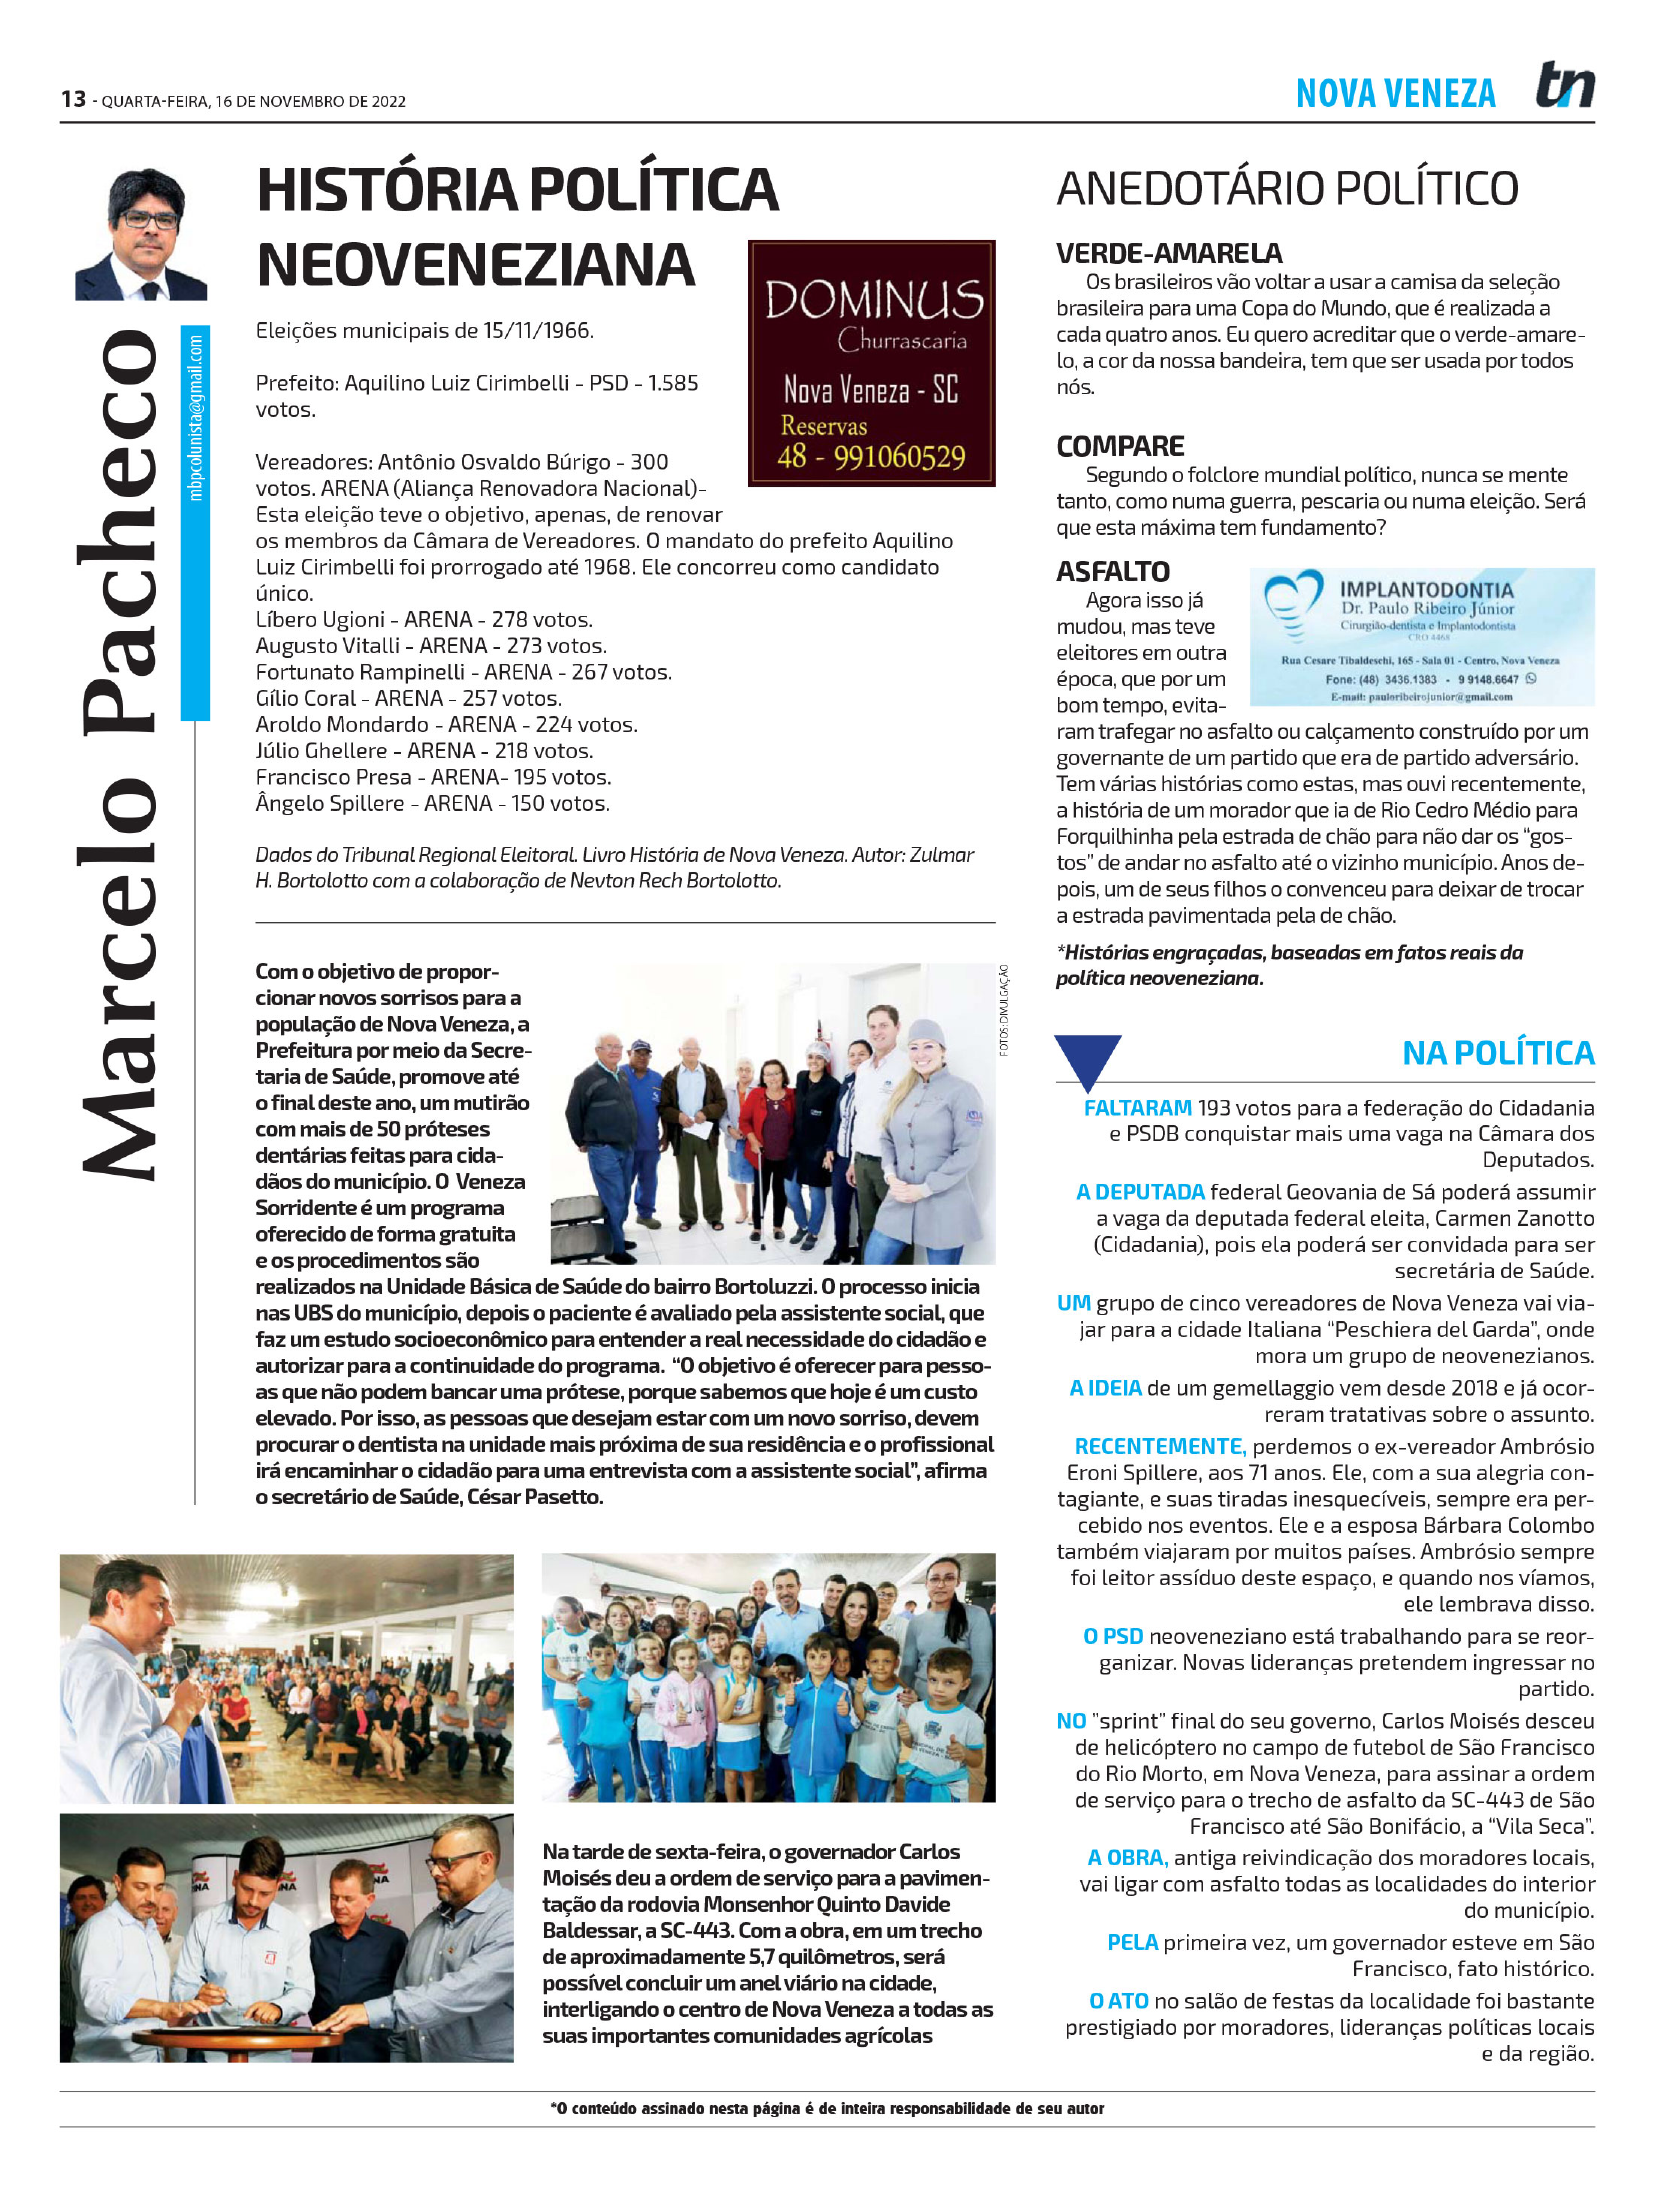 13 - QUARTA-FEIRA, 16 DE NOVEMBRO DE 2022
NOVA VENEZA
tn
Marcelo Pacheco
mbpcolunista@gmail.com
HISTÓRIA POLÍTICA
NEOVENEZIANA
Eleições municipais de 15/11/1966.
Prefeito: Aquilino Luiz Cirimbelli - PSD - 1.585
votos.
Vereadores: Antônio Osvaldo Búrigo - 300
votos. ARENA (Aliança Renovadora Nacional)-
Esta eleição teve o objetivo, apenas, de renovar
os membros da Câmara de Vereadores. O mandato do prefeito Aquilino
Luiz Cirimbelli foi prorrogado até 1968. Ele concorreu como candidato
único.
Líbero Ugioni - ARENA - 278 votos.
Augusto Vitalli - ARENA - 273 votos.
Fortunato Rampinelli - ARENA - 267 votos.
Gílio Coral - ARENA - 257 votos.
Aroldo Mondardo - ARENA - 224 votos.
Júlio Ghellere - ARENA - 218 votos.
Francisco Presa - ARENA- 195 votos.
Ângelo Spillere - ARENA - 150 votos.
Dados do Tribunal Regional Eleitoral. Livro História de Nova Veneza. Autor: Zulmar
H. Bortolotto com a colaboração de Nevton Rech Bortolotto.
DOMINUS
Churrascaria
Nova Veneza - SC
Reservas
48 - 991060529
Com o objetivo de propor-
cionar novos sorrisos para a
população de Nova Veneza, a
Prefeitura por meio da Secre-
taria de Saúde, promove até
o final deste ano, um mutirão
com mais de 50 próteses
dentárias feitas para cida-
dãos do município. O Veneza
Sorridente é um programa
oferecido de forma gratuita
e os procedimentos são
realizados na Unidade Básica de Saúde do bairro Bortoluzzi. O processo inicia
nas UBS do município, depois o paciente é avaliado pela assistente social, que
faz um estudo socioeconômico para entender a real necessidade do cidadão e
autorizar para a continuidade do programa. “O objetivo é oferecer para pesso-
as que não podem bancar uma prótese, porque sabemos que hoje é um custo
elevado. Por isso, as pessoas que desejam estar com um novo sorriso, devem
procurar o dentista na unidade mais próxima de sua residência e o profissional
irá encaminhar o cidadão para uma entrevista com a assistente social”, afirma
o secretário de Saúde, César Pasetto.
FOTOS: DIVULGAÇÃO
Na tarde de sexta-feira, o governador Carlos
Moisés deu a ordem de serviço para a pavimen-
tação da rodovia Monsenhor Quinto Davide
Baldessar, a SC-443. Com a obra, em um trecho
de aproximadamente 5,7 quilômetros, será
possível concluir um anel viário na cidade,
interligando o centro de Nova Veneza a todas as
suas importantes comunidades agrícolas
ANEDOTÁRIO POLÍTICO
VERDE-AMARELA
Os brasileiros vão voltar a usar a camisa da seleção
brasileira para uma Copa do Mundo, que é realizada a
cada quatro anos. Eu quero acreditar que o verde-amare-
lo, a cor da nossa bandeira, tem que ser usada por todos
nós.
COMPARE
Segundo o folclore mundial político, nunca se mente
tanto, como numa guerra, pescaria ou numa eleição. Será
que esta máxima tem fundamento?
ASFALTO
Agora isso já
mudou, mas teve
eleitores em outra
época, que por um
bom tempo, evita-
ram trafegar no asfalto ou calçamento construído por um
governante de um partido que era de partido adversário.
Tem várias histórias como estas, mas ouvi recentemente,
a história de um morador que ia de Rio Cedro Médio para
Forquilhinha pela estrada de chão para não dar os “gos-
tos” de andar no asfalto até o vizinho município. Anos de-
pois, um de seus filhos o convenceu para deixar de trocar
a estrada pavimentada pela de chão.
*Histórias engraçadas, baseadas em fatos reais da
política neoveneziana.
IMPLANTODONTIA
Dr. Paulo Ribeiro Júnior
Cirurgião-dentista e Implantodontista
CRO 4468
Rua Cesare Tibaldeschi, 165 - Sala 01 - Centro, Nova Veneza
Fone: (48) 3436.1383 - 9 9148.6647
E-mail: pauloribeirojunior@gmail.com
NA POLÍTICA
FALTARAM 193 votos para a federação do Cidadania
e PSDB conquistar mais uma vaga na Câmara dos
Deputados.
A DEPUTADA federal Geovania de Sá poderá assumir
a vaga da deputada federal eleita, Carmen Zanotto
(Cidadania), pois ela poderá ser convidada para ser
secretária de Saúde.
UM grupo de cinco vereadores de Nova Veneza vai via-
jar para a cidade Italiana “Peschiera del Garda”, onde
mora um grupo de neovenezianos.
A IDEIA de um gemellaggio vem desde 2018 e já ocor-
reram tratativas sobre o assunto.
RECENTEMENTE, perdemos o ex-vereador Ambrósio
Eroni Spillere, aos 71 anos. Ele, com a sua alegria con-
tagiante, e suas tiradas inesquecíveis, sempre era per-
cebido nos eventos. Ele e a esposa Bárbara Colombo
também viajaram por muitos países. Ambrósio sempre
foi leitor assíduo deste espaço, e quando nos víamos,
ele lembrava disso.
O PSD neoveneziano está trabalhando para se reor-
ganizar. Novas lideranças pretendem ingressar no
partido.
NO ”sprint” final do seu governo, Carlos Moisés desceu
de helicóptero no campo de futebol de São Francisco
do Rio Morto, em Nova Veneza, para assinar a ordem
de serviço para o trecho de asfalto da SC-443 de São
Francisco até São Bonifácio, a “Vila Seca”.
A OBRA, antiga reivindicação dos moradores locais,
vai ligar com asfalto todas as localidades do interior
do município.
PELA primeira vez, um governador esteve em São
Francisco, fato histórico.
O ATO no salão de festas da localidade foi bastante
prestigiado por moradores, lideranças políticas locais
e da região.
*O conteúdo assinado nesta página é de inteira responsabilidade de seu autor